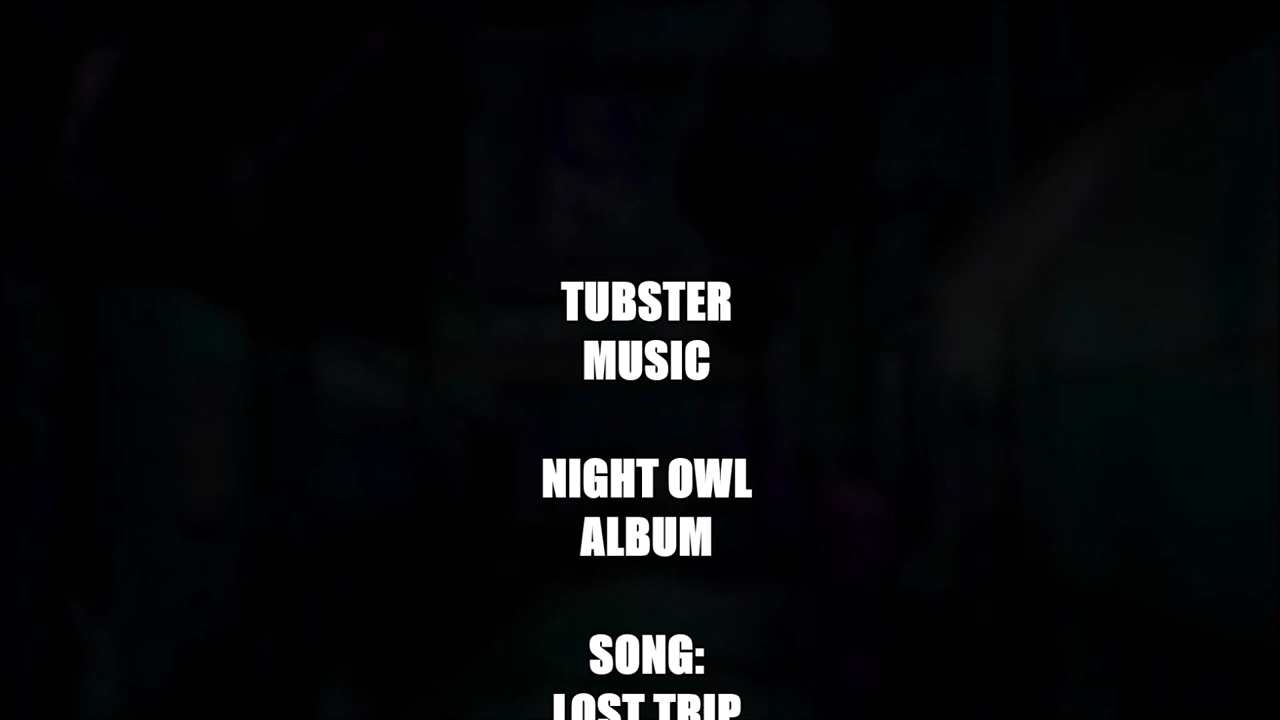 TUBSTER
MUSIC
NIGHT OWL
ALBUM
SONG:
LOST TRIP